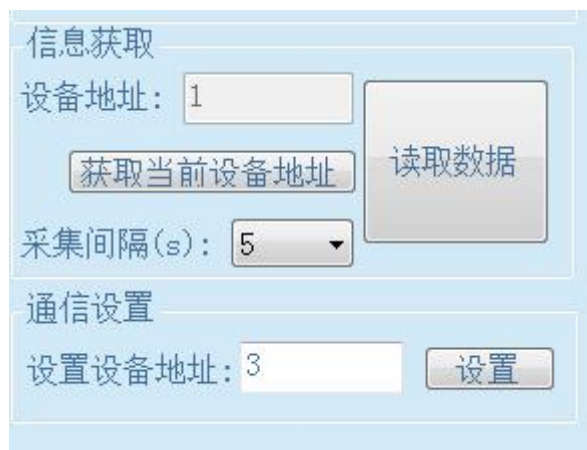 信息获取
设备地址: 1
获取当前设备地址
读取数据
采集间隔(s): 5
通信设置
设置设备地址: 3
设置